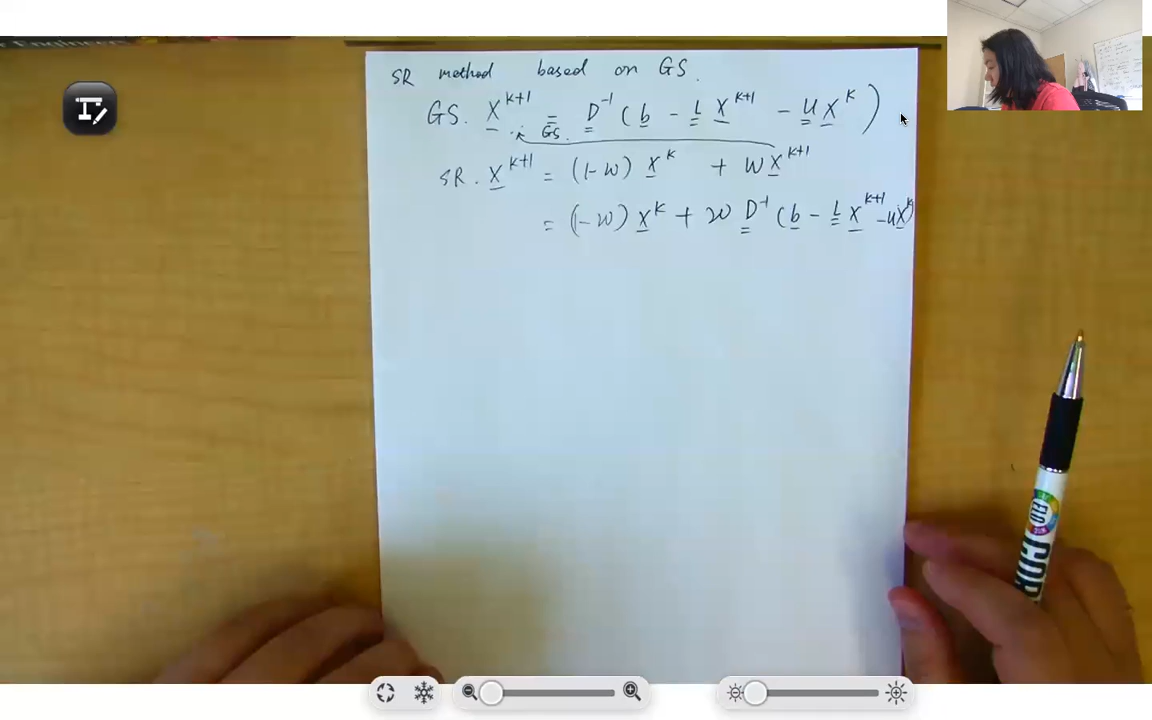 SR method based on GS.
GS. X^{k+1} =_{GS.} D^{-1} (b - L X^{k+1} - U X^k)
SR. X^{k+1} = (1-w) X^k + w X^{k+1}
= (1-w) X^k + w D^{-1} (b - L X^{k+1} - U X^k)